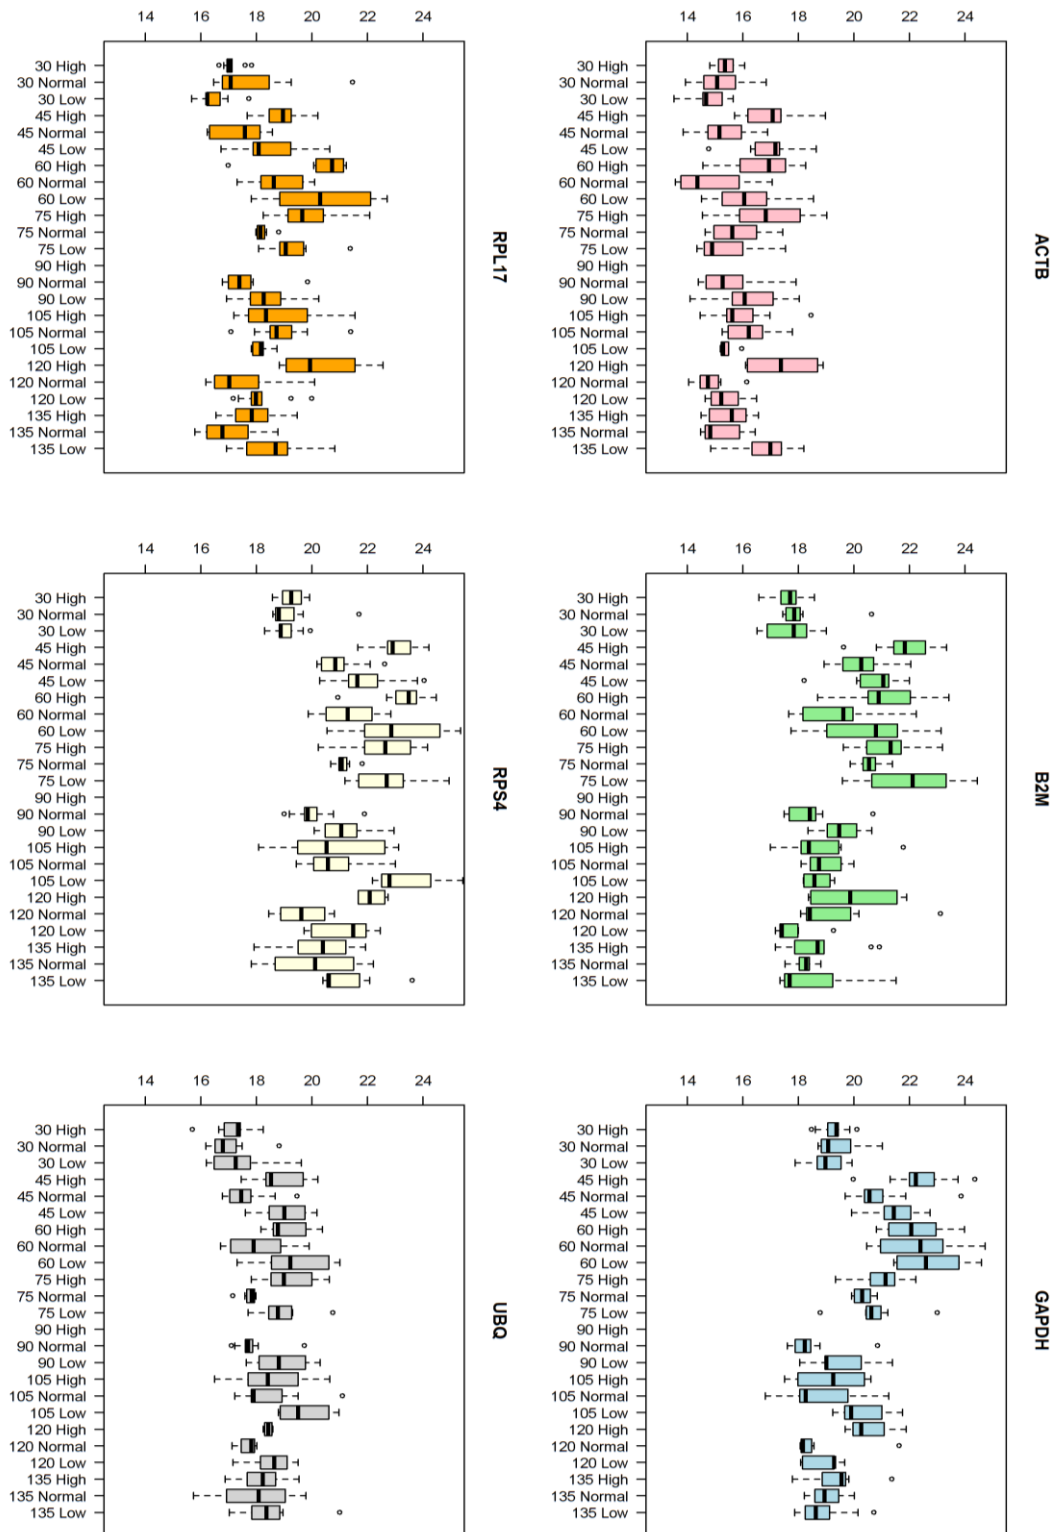 14 16 18 20 22 24
30 High
30 Normal
30 Low
45 High
45 Normal
45 Low
60 High
60 Normal
60 Low
75 High
75 Normal
75 Low
90 High
90 Normal
90 Low
105 High
105 Normal
105 Low
120 High
120 Normal
120 Low
135 High
135 Normal
135 Low
RPL17
14 16 18 20 22 24
30 High
30 Normal
30 Low
45 High
45 Normal
45 Low
60 High
60 Normal
60 Low
75 High
75 Normal
75 Low
90 High
90 Normal
90 Low
105 High
105 Normal
105 Low
120 High
120 Normal
120 Low
135 High
135 Normal
135 Low
ACTB
14 16 18 20 22 24
30 High
30 Normal
30 Low
45 High
45 Normal
45 Low
60 High
60 Normal
60 Low
75 High
75 Normal
75 Low
90 High
90 Normal
90 Low
105 High
105 Normal
105 Low
120 High
120 Normal
120 Low
135 High
135 Normal
135 Low
RPS4
14 16 18 20 22 24
30 High
30 Normal
30 Low
45 High
45 Normal
45 Low
60 High
60 Normal
60 Low
75 High
75 Normal
75 Low
90 High
90 Normal
90 Low
105 High
105 Normal
105 Low
120 High
120 Normal
120 Low
135 High
135 Normal
135 Low
B2M
14 16 18 20 22 24
30 High
30 Normal
30 Low
45 High
45 Normal
45 Low
60 High
60 Normal
60 Low
75 High
75 Normal
75 Low
90 High
90 Normal
90 Low
105 High
105 Normal
105 Low
120 High
120 Normal
120 Low
135 High
135 Normal
135 Low
UBQ
14 16 18 20 22 24
30 High
30 Normal
30 Low
45 High
45 Normal
45 Low
60 High
60 Normal
60 Low
75 High
75 Normal
75 Low
90 High
90 Normal
90 Low
105 High
105 Normal
105 Low
120 High
120 Normal
120 Low
135 High
135 Normal
135 Low
GAPDH